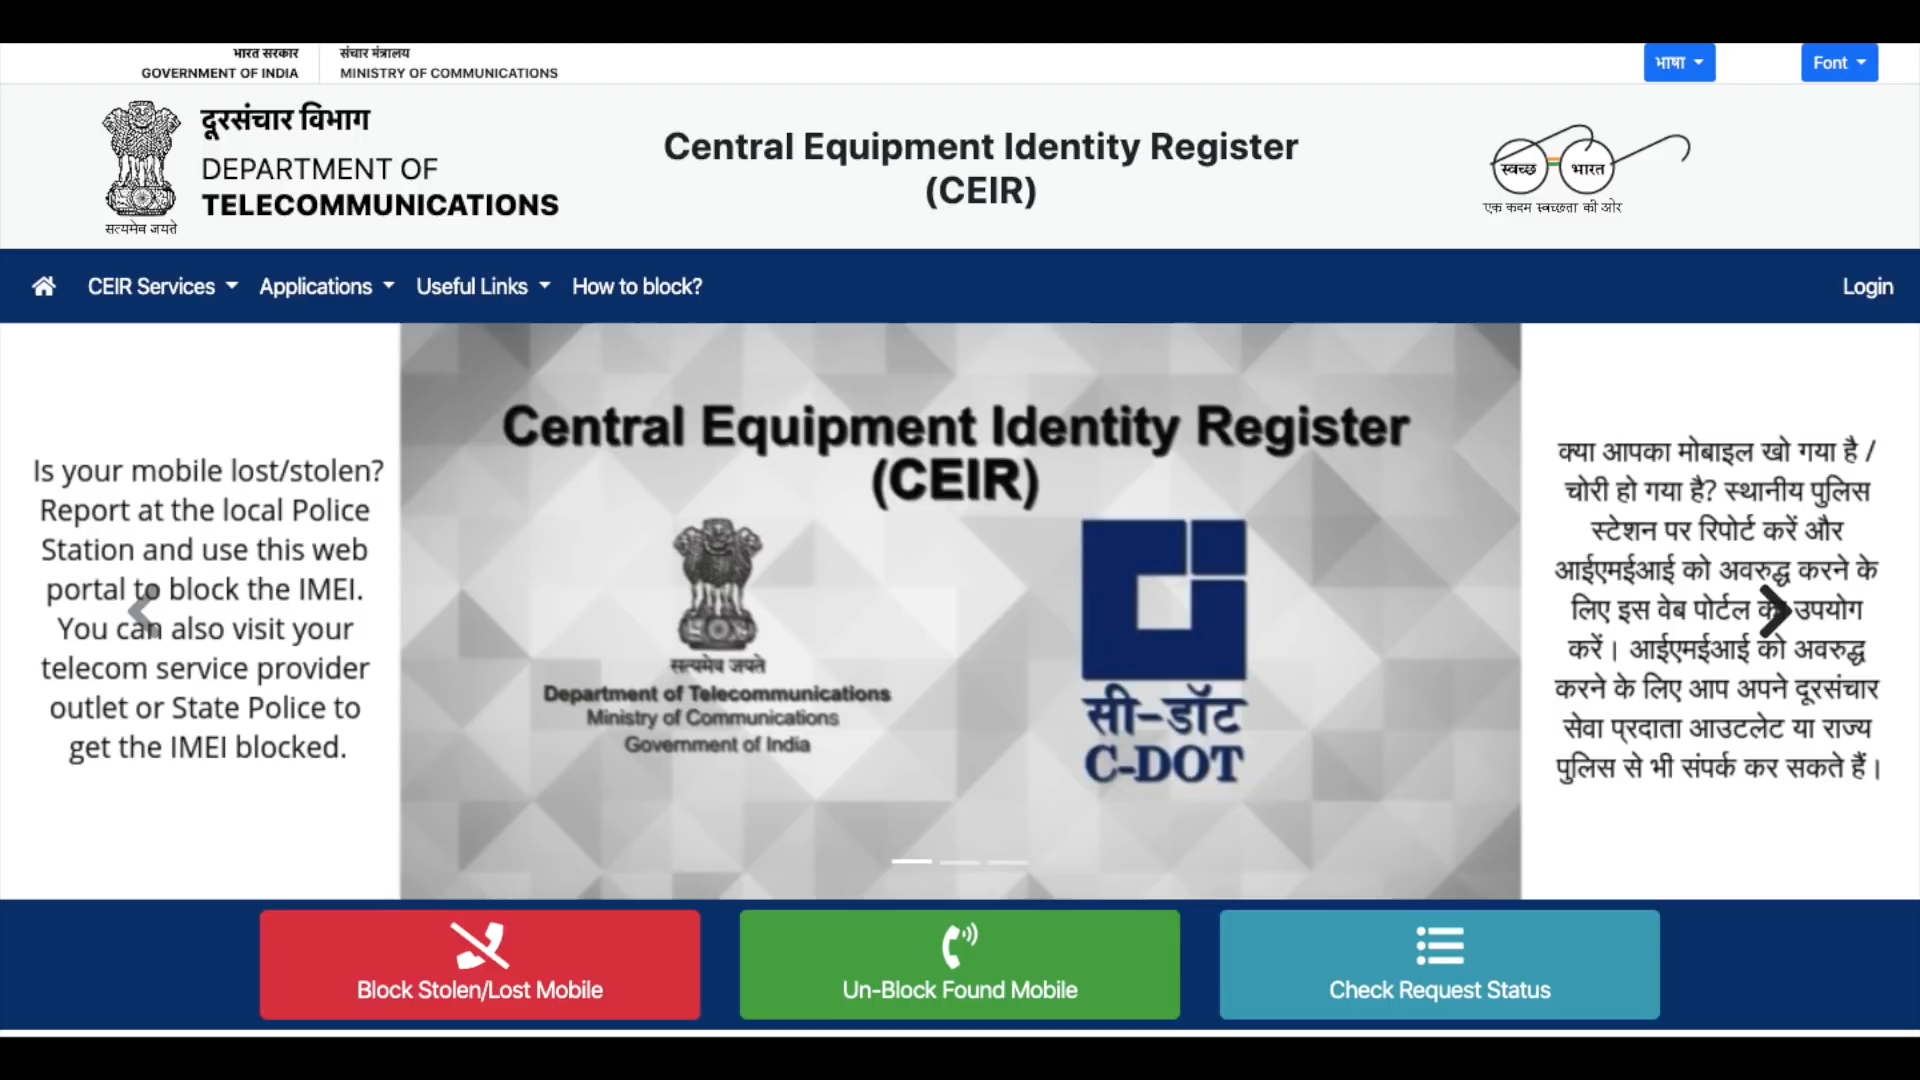 भारत सरकार
GOVERNMENT OF INDIA
संचार मंत्रालय
MINISTRY OF COMMUNICATIONS
भाषा
Font
दूरसंचार विभाग
DEPARTMENT OF
TELECOMMUNICATIONS
सत्यमेव जयते
Central Equipment Identity Register
(CEIR)
स्वच्छ भारत
एक कदम स्वच्छता की ओर
CEIR Services
Applications
Useful Links
How to block?
Login
Is your mobile lost/stolen?
Report at the local Police
Station and use this web
portal to block the IMEI.
You can also visit your
telecom service provider
outlet or State Police to
get the IMEI blocked.
Central Equipment Identity Register
(CEIR)
सत्यमेव जयते
Department of Telecommunications
Ministry of Communications
Government of India
सी-डॉट
C-DOT
क्या आपका मोबाइल खो गया है /
चोरी हो गया है? स्थानीय पुलिस
स्टेशन पर रिपोर्ट करें और
आईएमईआई को अवरुद्ध करने के
लिए इस वेब पोर्टल का उपयोग
करें। आईएमईआई को अवरुद्ध
करने के लिए आप अपने दूरसंचार
सेवा प्रदाता आउटलेट या राज्य
पुलिस से भी संपर्क कर सकते हैं।
Block Stolen/Lost Mobile
Un-Block Found Mobile
Check Request Status